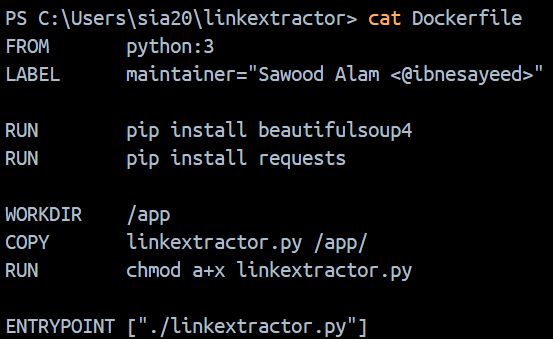 PS C:\Users\sia20\linkextractor> cat Dockerfile
FROM python:3
LABEL maintainer="Sawood Alam <@ibnesayeed>"
RUN pip install beautifulsoup4
RUN pip install requests
WORKDIR /app
COPY linkextractor.py /app/
RUN chmod a+x linkextractor.py
ENTRYPOINT ["./linkextractor.py"]